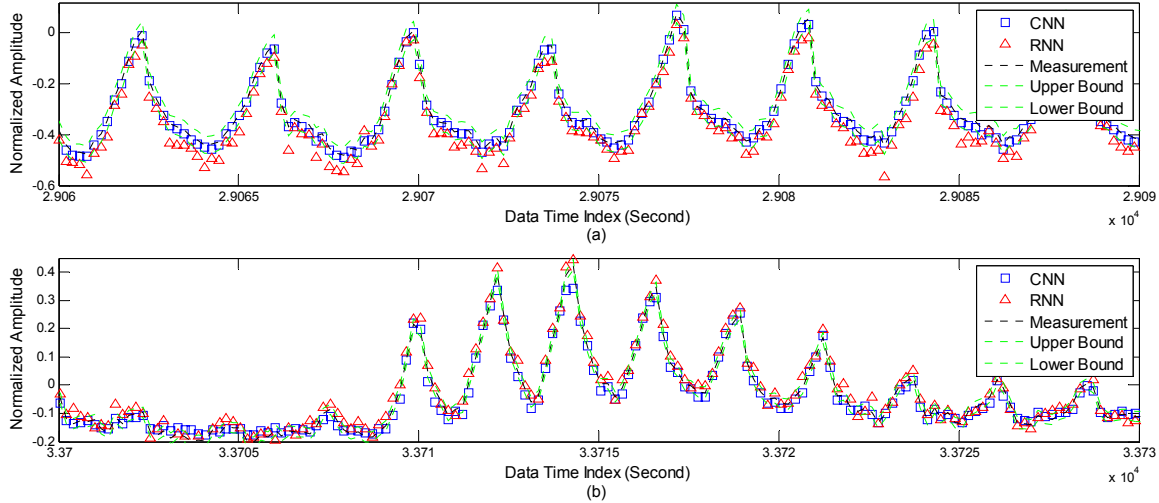 Normalized Amplitude
0
-0.2
-0.4
-0.6
CNN
RNN
Measurement
Upper Bound
Lower Bound
2.906 2.9065 2.907 2.9075 2.908 2.9085 2.909
Data Time Index (Second)
x 10^4
(a)
Normalized Amplitude
0.4
0.3
0.2
0.1
0
-0.1
-0.2
CNN
RNN
Measurement
Upper Bound
Lower Bound
3.37 3.3705 3.371 3.3715 3.372 3.3725 3.373
Data Time Index (Second)
x 10^4
(b)